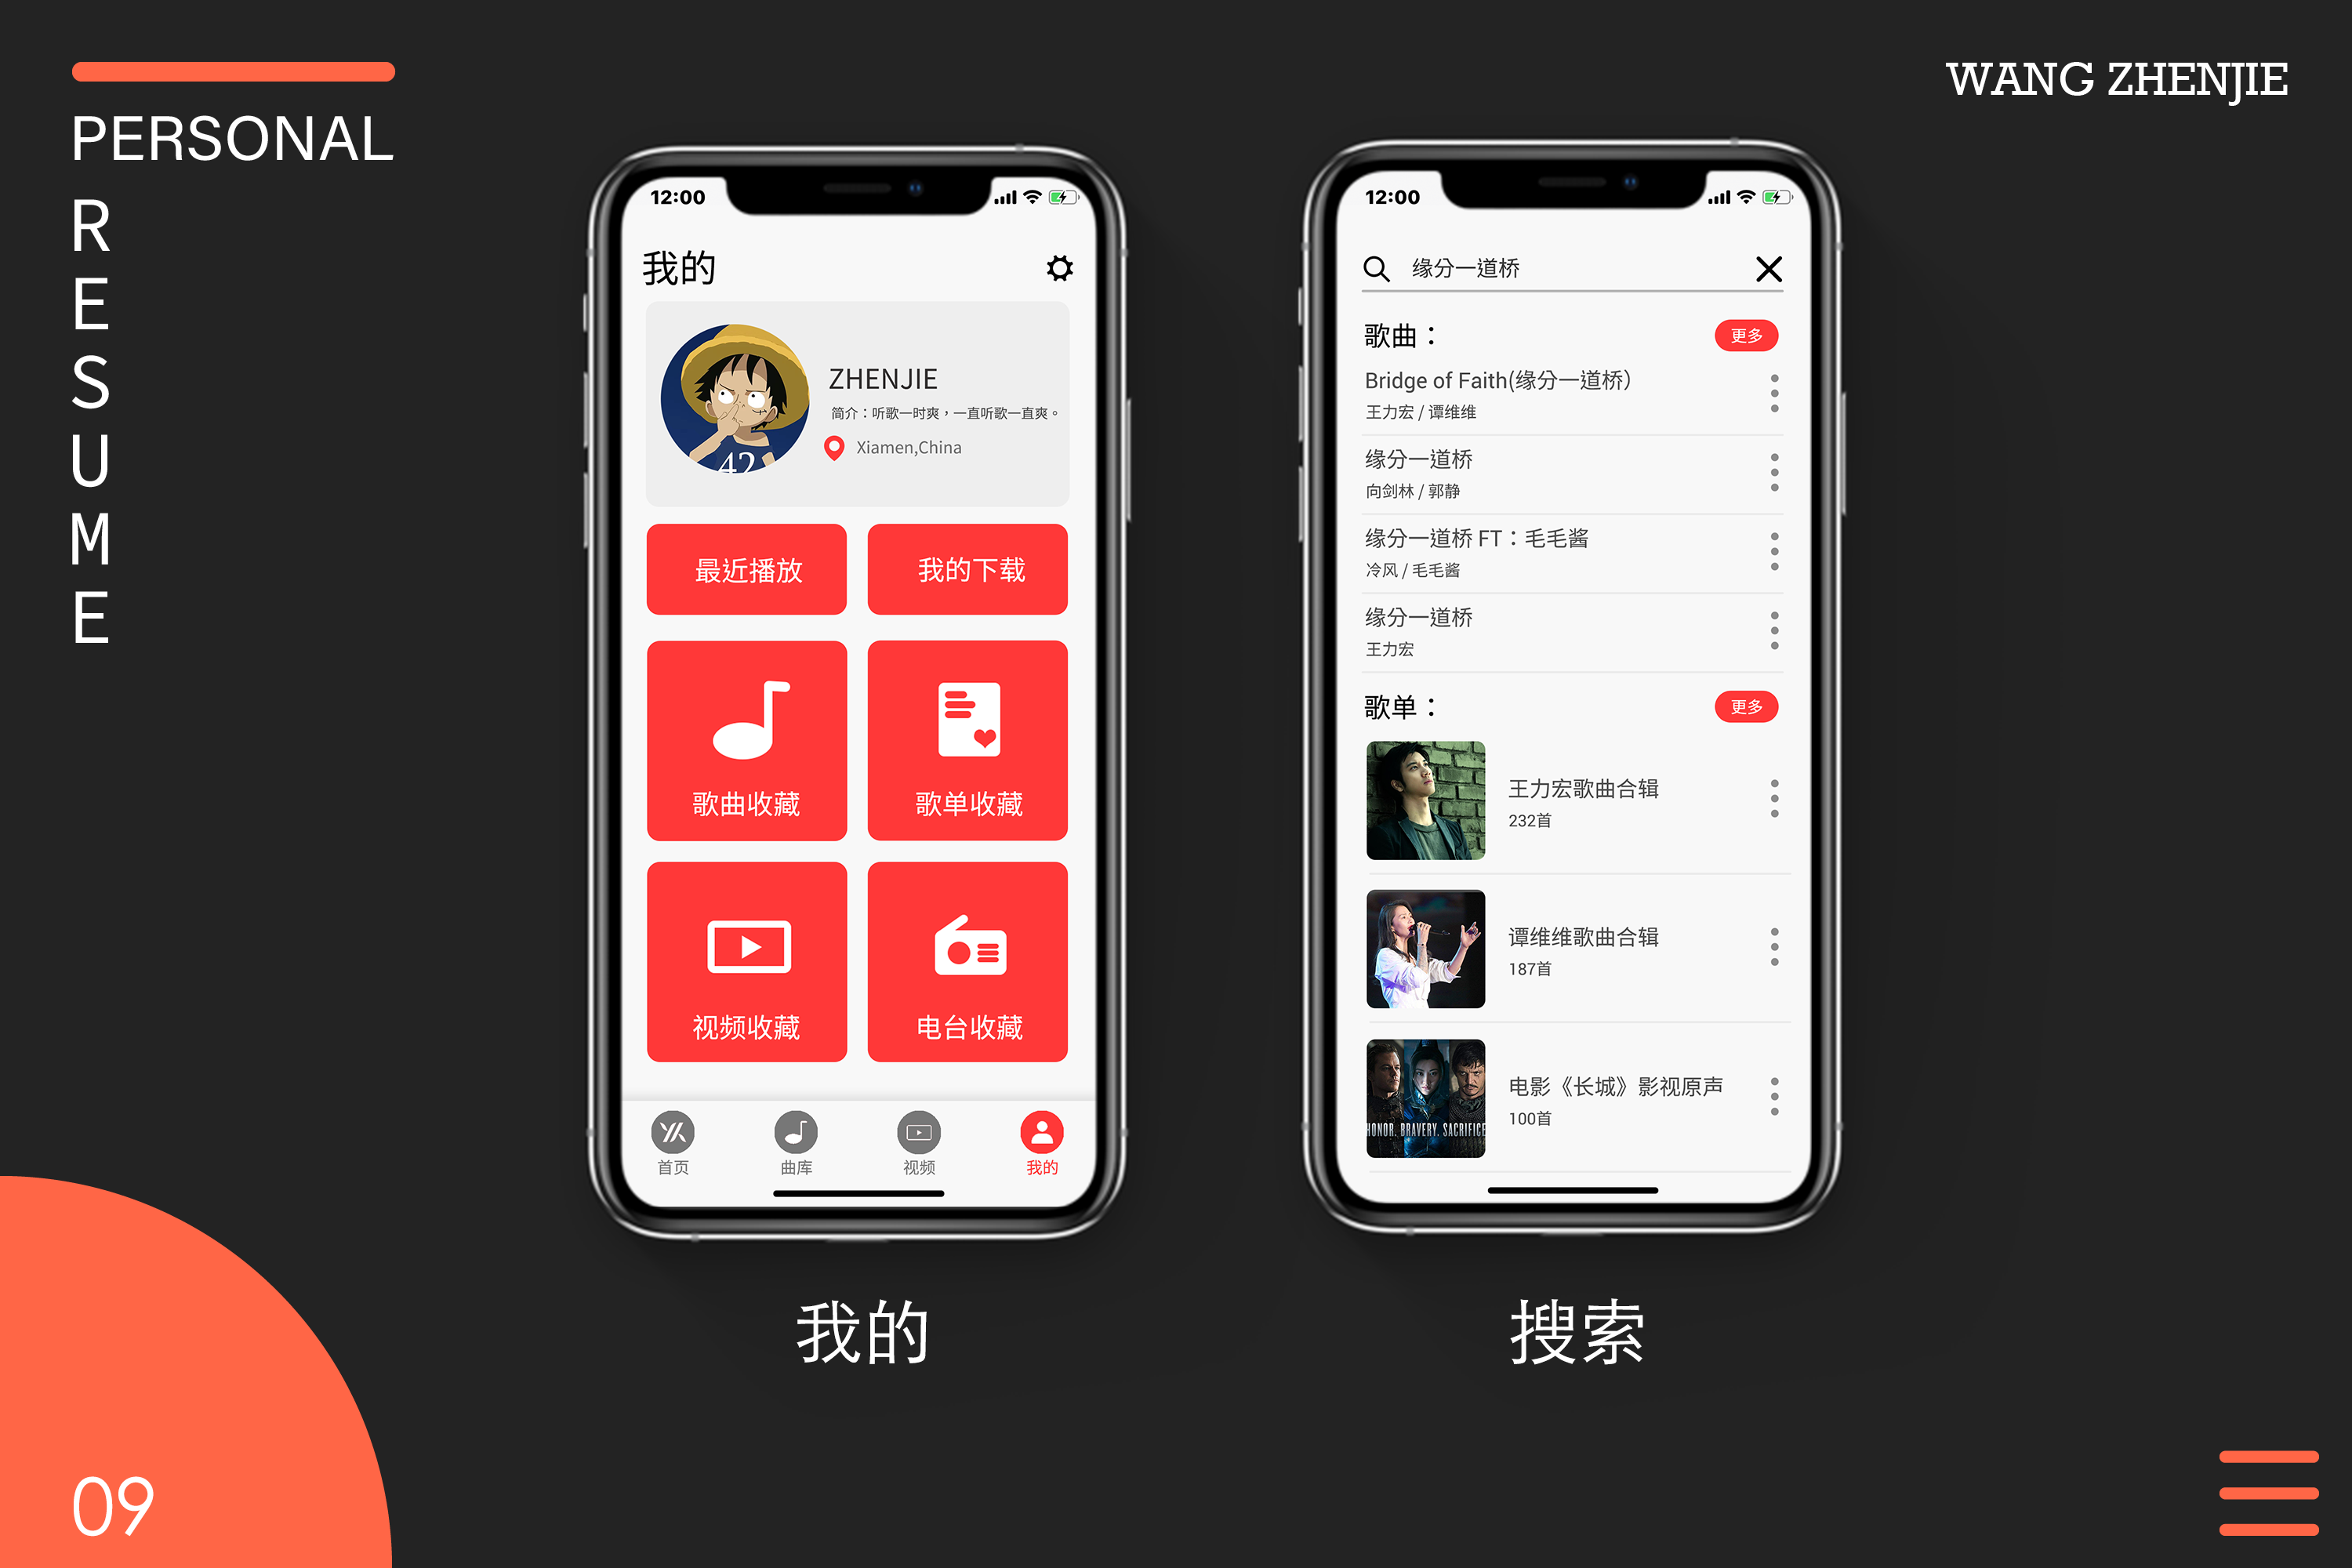 WANG ZHENJIE
PERSONAL
RESUME
12:00
我的
ZHENJIE
简介：听歌一时爽，一直听歌一直爽。
Xiamen,China
42
最近播放
我的下载
歌曲收藏
歌单收藏
视频收藏
电台收藏
首页
曲库
视频
我的
我的
12:00
缘分一道桥
歌曲：
更多
Bridge of Faith(缘分一道桥）
王力宏 / 谭维维
缘分一道桥
向剑林 / 郭静
缘分一道桥 FT：毛毛酱
冷风 / 毛毛酱
缘分一道桥
王力宏
歌单：
更多
王力宏歌曲合辑
232首
谭维维歌曲合辑
187首
HONOR. BRAVERY. SACRIFICE
电影《长城》影视原声
100首
搜索
09